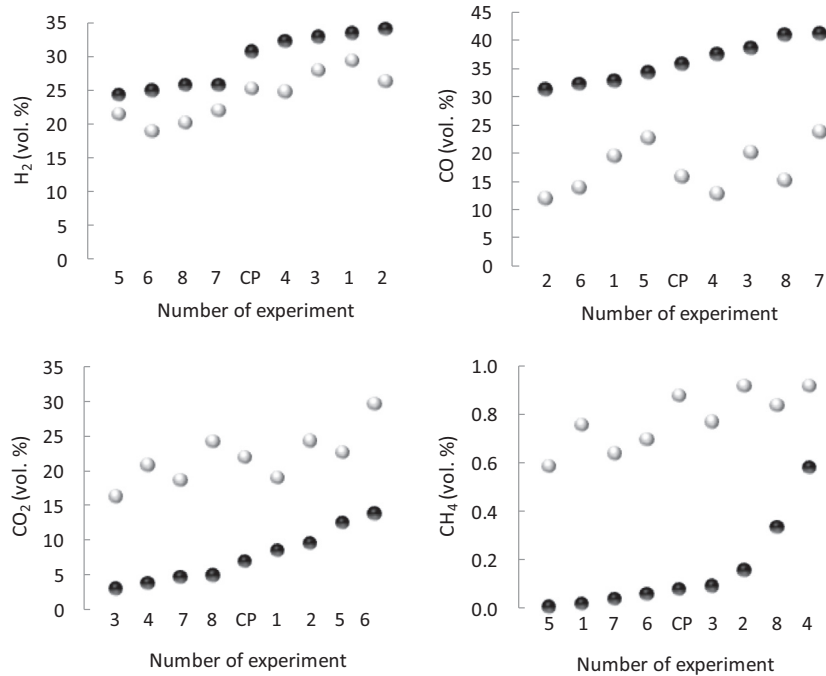 35
30
25
20
15
10
5
0
H₂ (vol. %)
5 6 8 7 CP 4 3 1 2
Number of experiment
45
40
35
30
25
20
15
10
5
0
CO (vol. %)
2 6 1 5 CP 4 3 8 7
Number of experiment
35
30
25
20
15
10
5
0
CO₂ (vol. %)
3 4 7 8 CP 1 2 5 6
Number of experiment
1.0
0.8
0.6
0.4
0.2
0.0
CH₄ (vol. %)
5 1 7 6 CP 3 2 8 4
Number of experiment